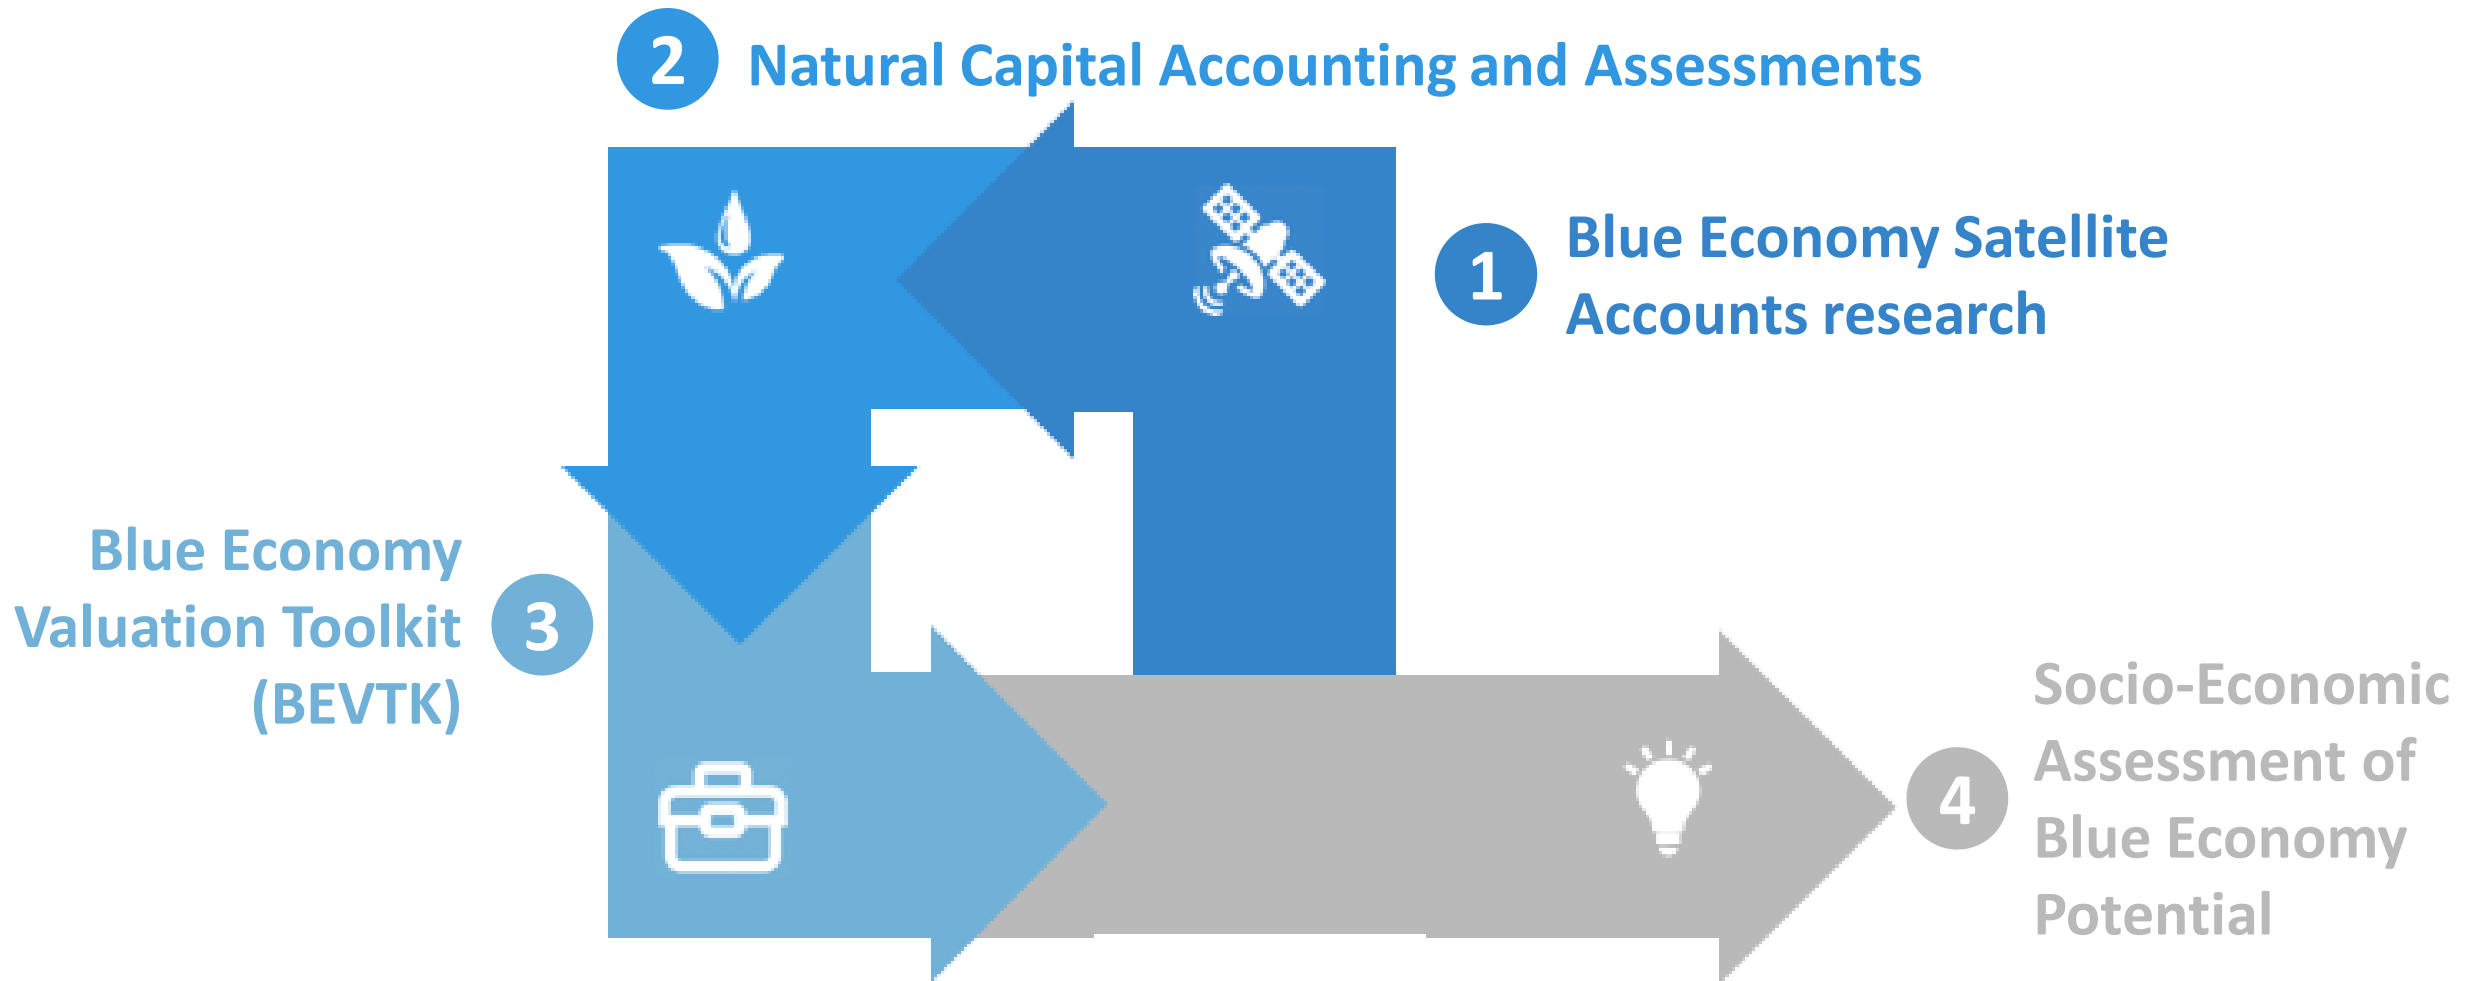 2 Natural Capital Accounting and Assessments
1 Blue Economy Satellite
Accounts research
Blue Economy
Valuation Toolkit
(BEVTK)
3
4
Socio-Economic
Assessment of
Blue Economy
Potential